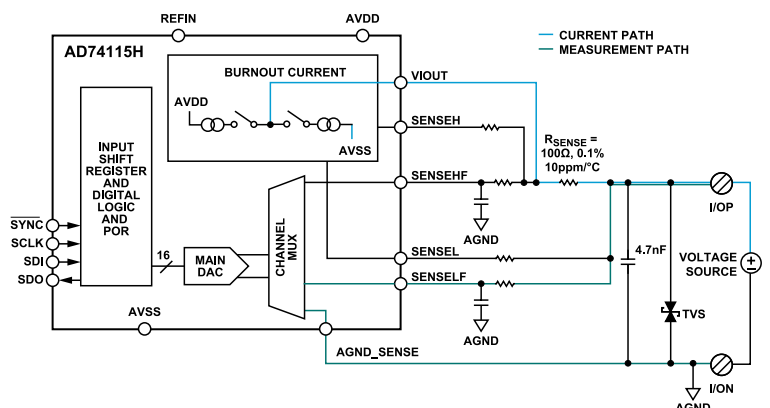 REFIN
AVDD
AD74115H
CURRENT PATH
MEASUREMENT PATH
BURNOUT CURRENT
VIOUT
AVDD
AVSS
SENSEH
RSENSE =
100Ω, 0.1%
10ppm/°C
INPUT
SHIFT
REGISTER
AND
DIGITAL
LOGIC
AND
POR
SENSEHF
I/OP
AGND
SYNC
SCLK
SDI
SDO
16
MAIN
DAC
CHANNEL
MUX
SENSEL
4.7nF
VOLTAGE
SOURCE
SENSELF
AGND
TVS
AVSS
AGND_SENSE
I/ON
AGND